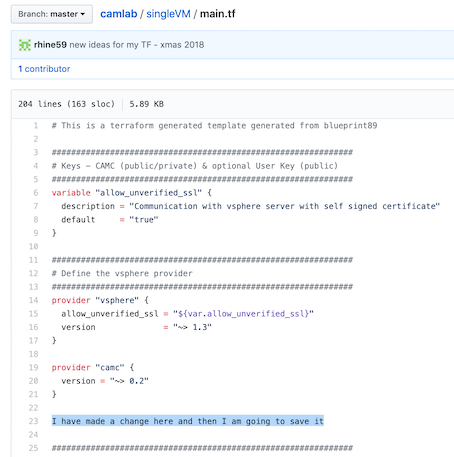 Branch: master
camlab / singleVM / main.tf
rhine59 new ideas for my TF - xmas 2018
1 contributor
204 lines (163 sloc) 5.89 KB
1 # This is a terraform generated template generated from blueprint89
2
3 ##############################################################
4 # Keys - CAMC (public/private) & optional User Key (public)
5 ##############################################################
6 variable "allow_unverified_ssl" {
7 description = "Communication with vsphere server with self signed certificate"
8 default = "true"
9 }
10
11 ##############################################################
12 # Define the vsphere provider
13 ##############################################################
14 provider "vsphere" {
15 allow_unverified_ssl = "${var.allow_unverified_ssl}"
16 version = "~> 1.3"
17 }
18
19 provider "camc" {
20 version = "~> 0.2"
21 }
22
23 I have made a change here and then I am going to save it
24
25 ##############################################################